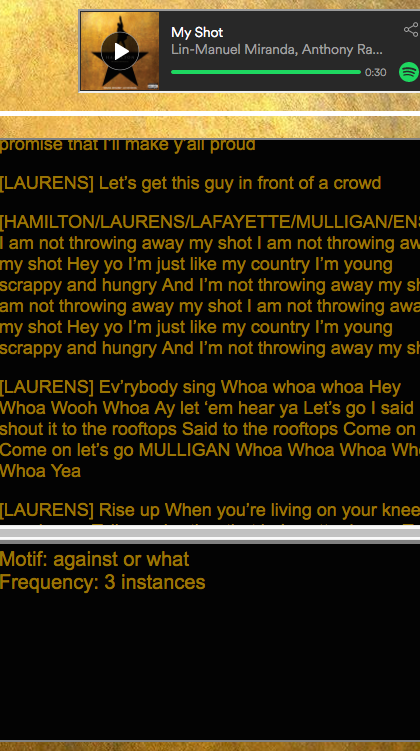 My Shot
Lin-Manuel Miranda, Anthony Ra...
0:30
promise that I'll make y'all proud
[LAURENS] Let's get this guy in front of a crowd
[HAMILTON/LAURENS/LAFAYETTE/MULLIGAN/ENS
I am not throwing away my shot I am not throwing aw
my shot Hey yo I'm just like my country I'm young
scrappy and hungry And I'm not throwing away my sh
am not throwing away my shot I am not throwing awa
my shot Hey yo I'm just like my country I'm young
scrappy and hungry And I'm not throwing away my sh
[LAURENS] Ev'rybody sing Whoa whoa whoa Hey
Whoa Wooh Whoa Ay let ‘em hear ya Let's go I said
shout it to the rooftops Said to the rooftops Come on
Come on let's go MULLIGAN Whoa Whoa Whoa Who
Whoa Yea
[LAURENS] Rise up When you're living on your knee
Motif: against or what
Frequency: 3 instances